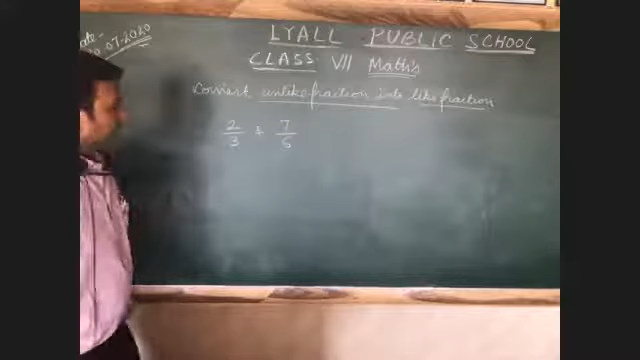 Date-
20.07.2020
LYALL PUBLIC SCHOOL
CLASS VII Math's
Convert unlike fraction into like fraction
2/3 & 7/6